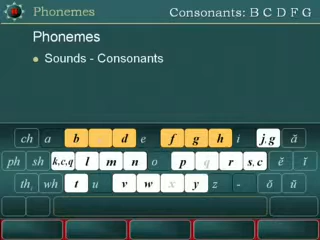 Phonemes
Consonants: B C D F G
Phonemes
Sounds - Consonants
ch a b d e f g h i j,g ă
ph sh k,c,q l m n o p q r s,c ĕ ĭ
th, wh t u v w x y z - ŏ ŭ